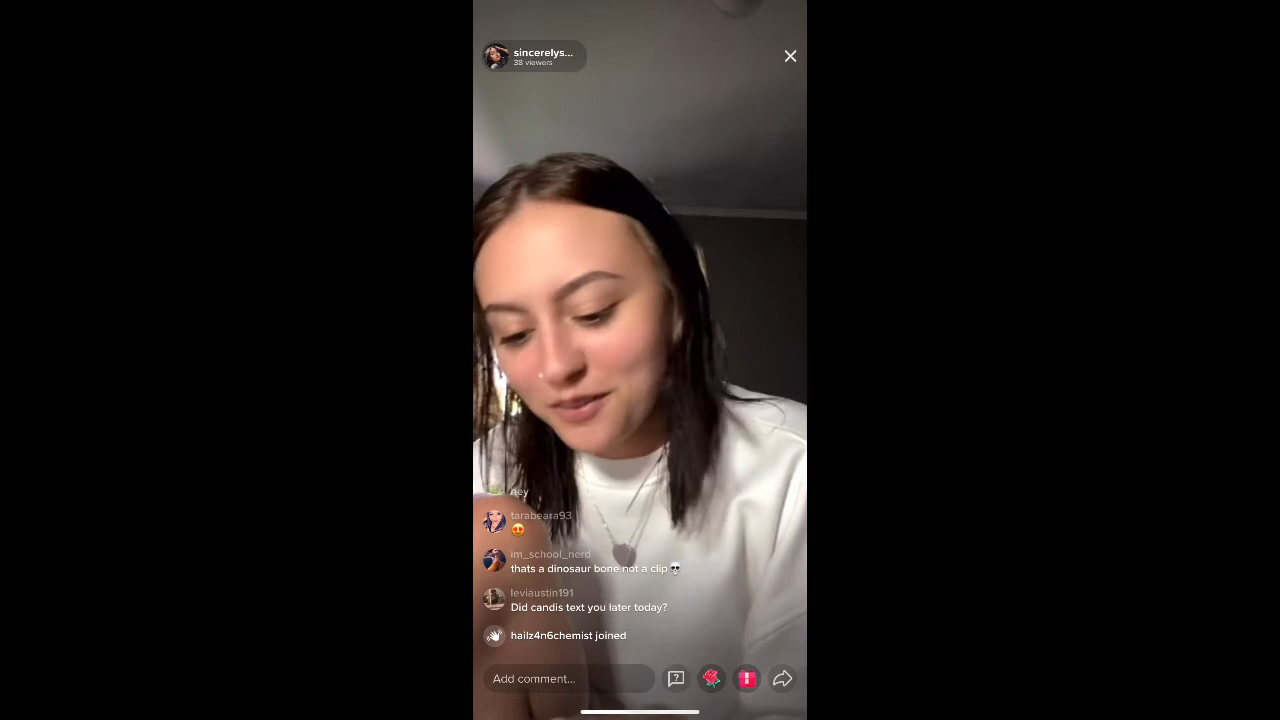 sincerelys...
38 viewers
hey
tarabeara93
😍
im_school_nerd
thats a dinosaur bone not a clip💀
leviaustin191
Did candis text you later today?
hailz4n6chemist joined
Add comment...